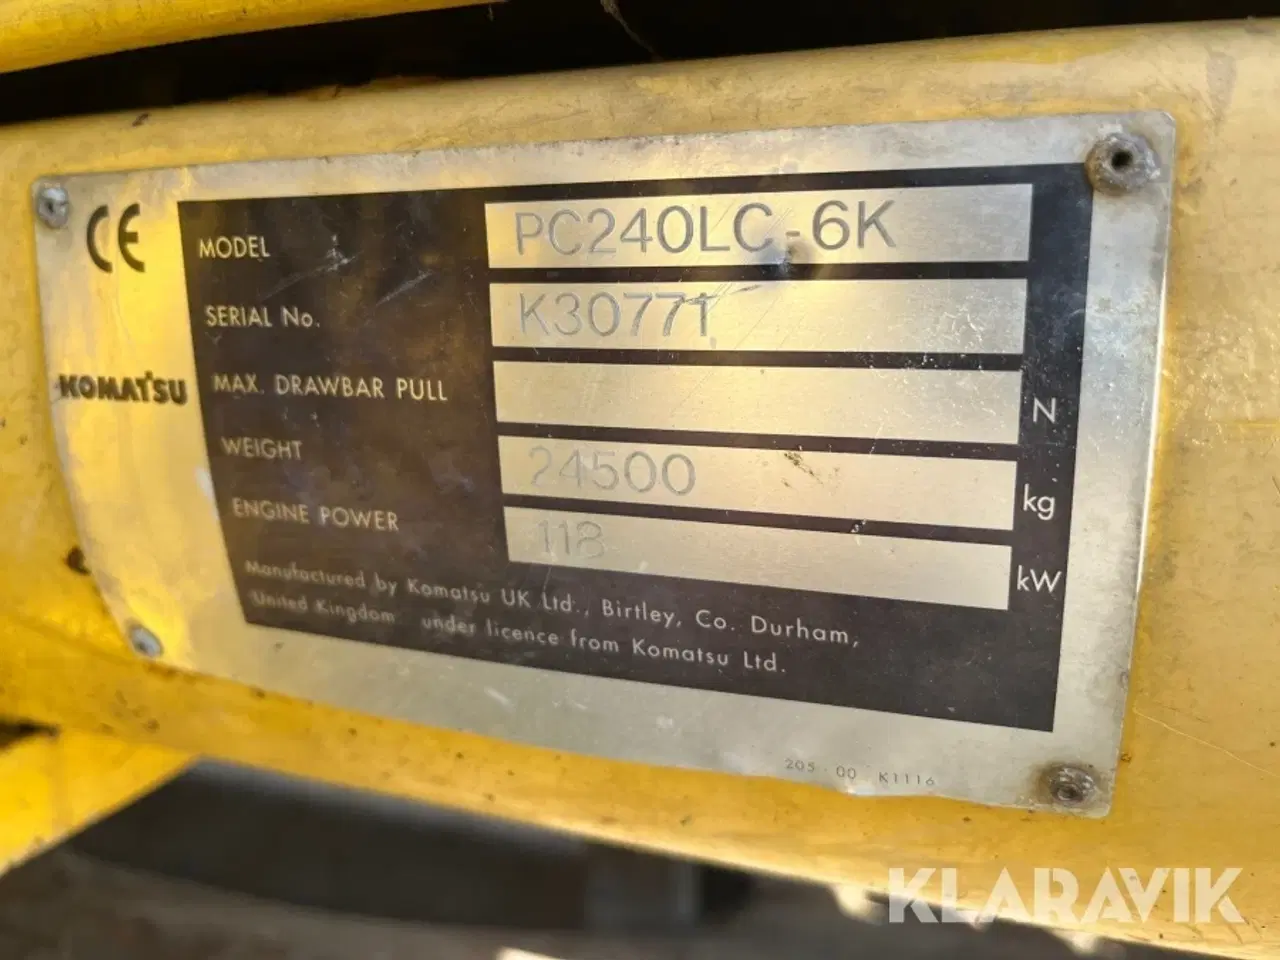 CE
MODEL PC240LC-6K
SERIAL No. K30771
KOMATSU
MAX. DRAWBAR PULL N
WEIGHT 24500 kg
ENGINE POWER 118 kW
Manufactured by Komatsu UK Ltd., Birtley, Co. Durham,
United Kingdom under licence from Komatsu Ltd.
205 - 00 K1116
KLARAVIK